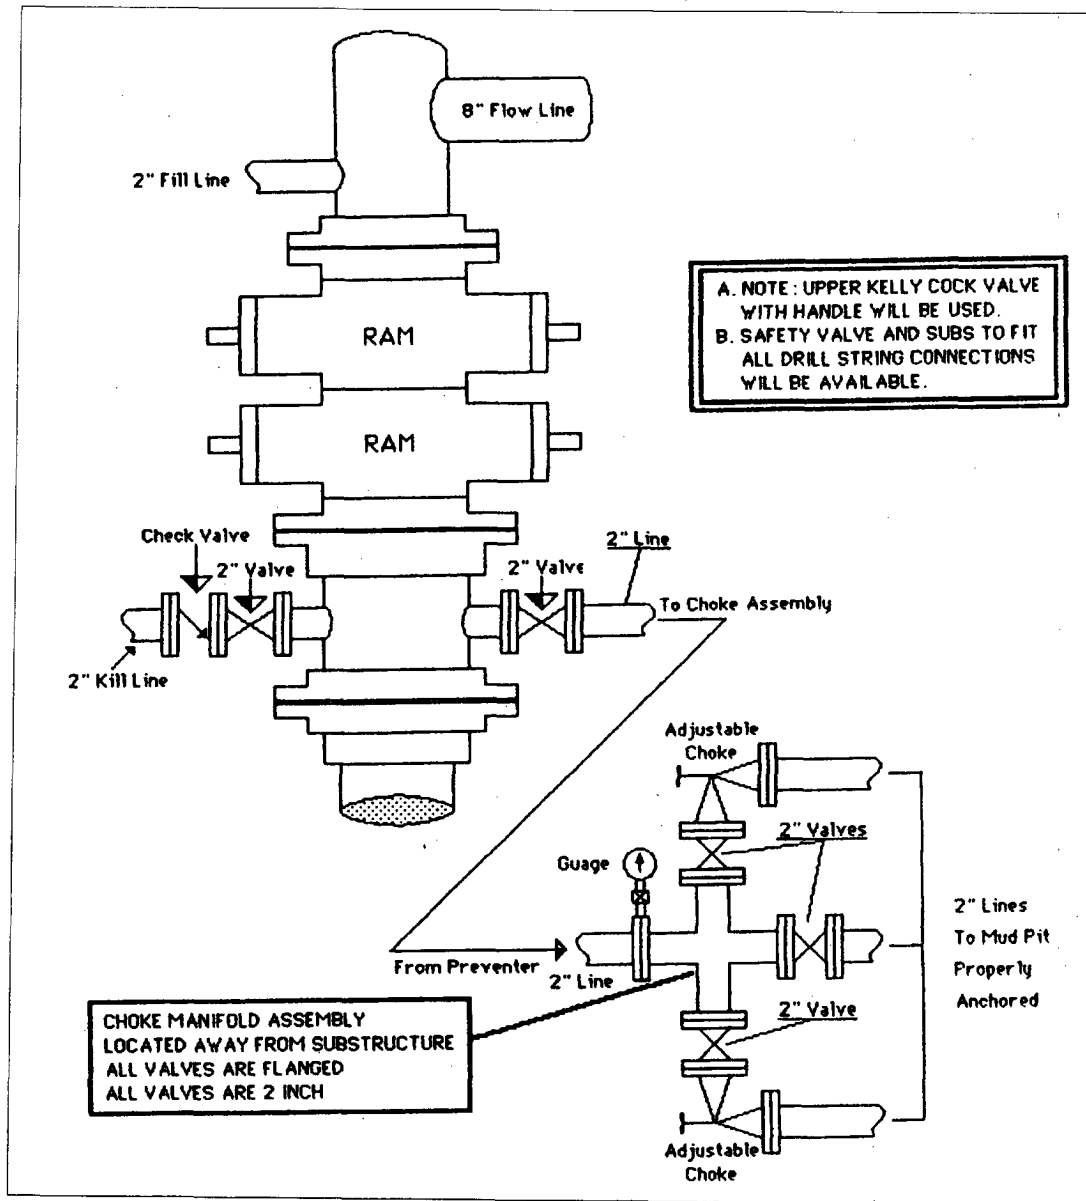 8" Flow Line
2" Fill Line
A. NOTE: UPPER KELLY COCK VALVE
WITH HANDLE WILL BE USED.
B. SAFETY VALVE AND SUBS TO FIT
ALL DRILL STRING CONNECTIONS
WILL BE AVAILABLE.
RAM
RAM
Check Valve
2" Valve
2" Valve
2" Line
To Choke Assembly
2" Kill Line
Adjustable
Choke
2" Valves
Guage
2" Lines
To Mud Pit
Properly
Anchored
From Preventer
2" Line
2" Valve
CHOKE MANIFOLD ASSEMBLY
LOCATED AWAY FROM SUBSTRUCTURE
ALL VALVES ARE FLANGED
ALL VALVES ARE 2 INCH
Adjustable
Choke